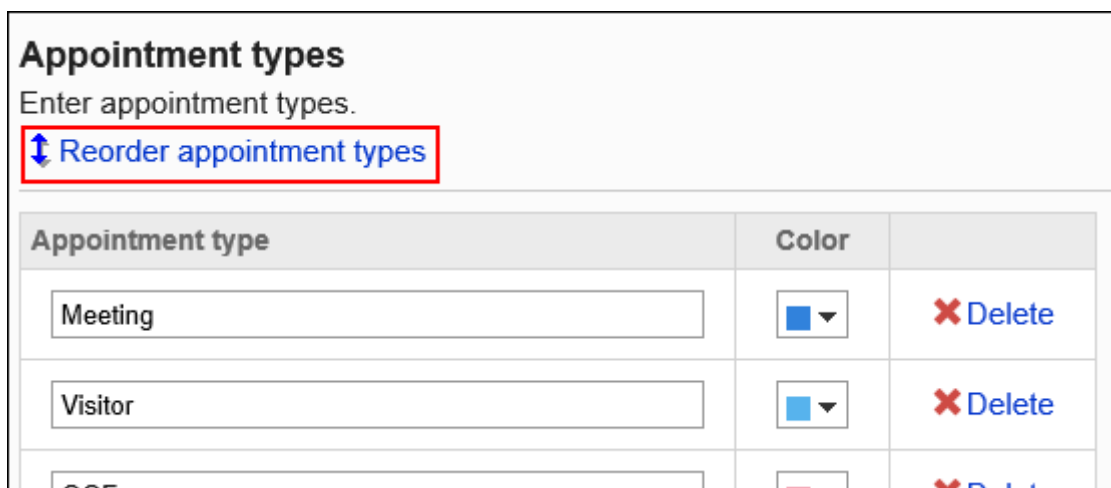 Appointment types
Enter appointment types.
Reorder appointment types
Appointment type Color
Meeting Delete
Visitor Delete